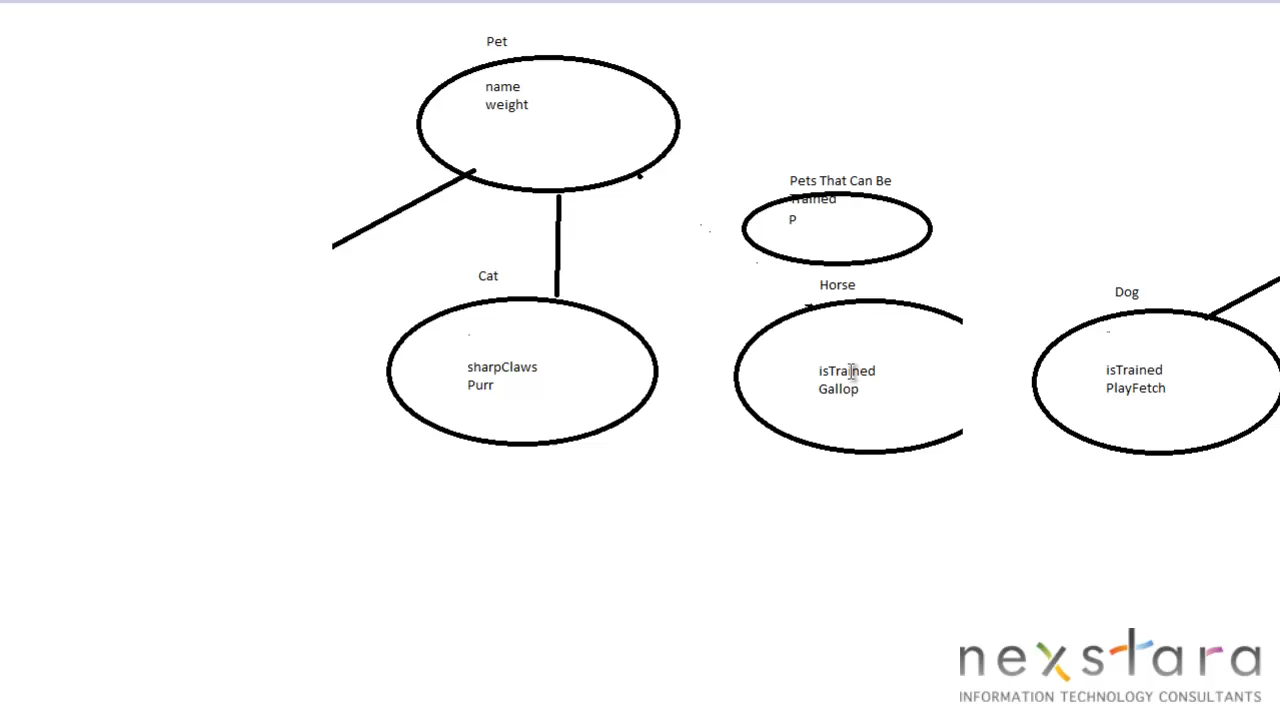 Pet
name
weight
Pets That Can Be
Trained
P
Cat
Horse
Dog
sharpClaws
Purr
isTrained
Gallop
isTrained
PlayFetch
nexstara
INFORMATION TECHNOLOGY CONSULTANTS